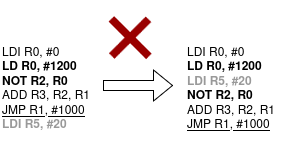 LDI R0, #0
LD R0, #1200
NOT R2, R0
ADD R3, R2, R1
JMP R1, #1000
LDI R5, #20
LDI R0, #0
LD R0, #1200
LDI R5, #20
NOT R2, R0
ADD R3, R2, R1
JMP R1, #1000